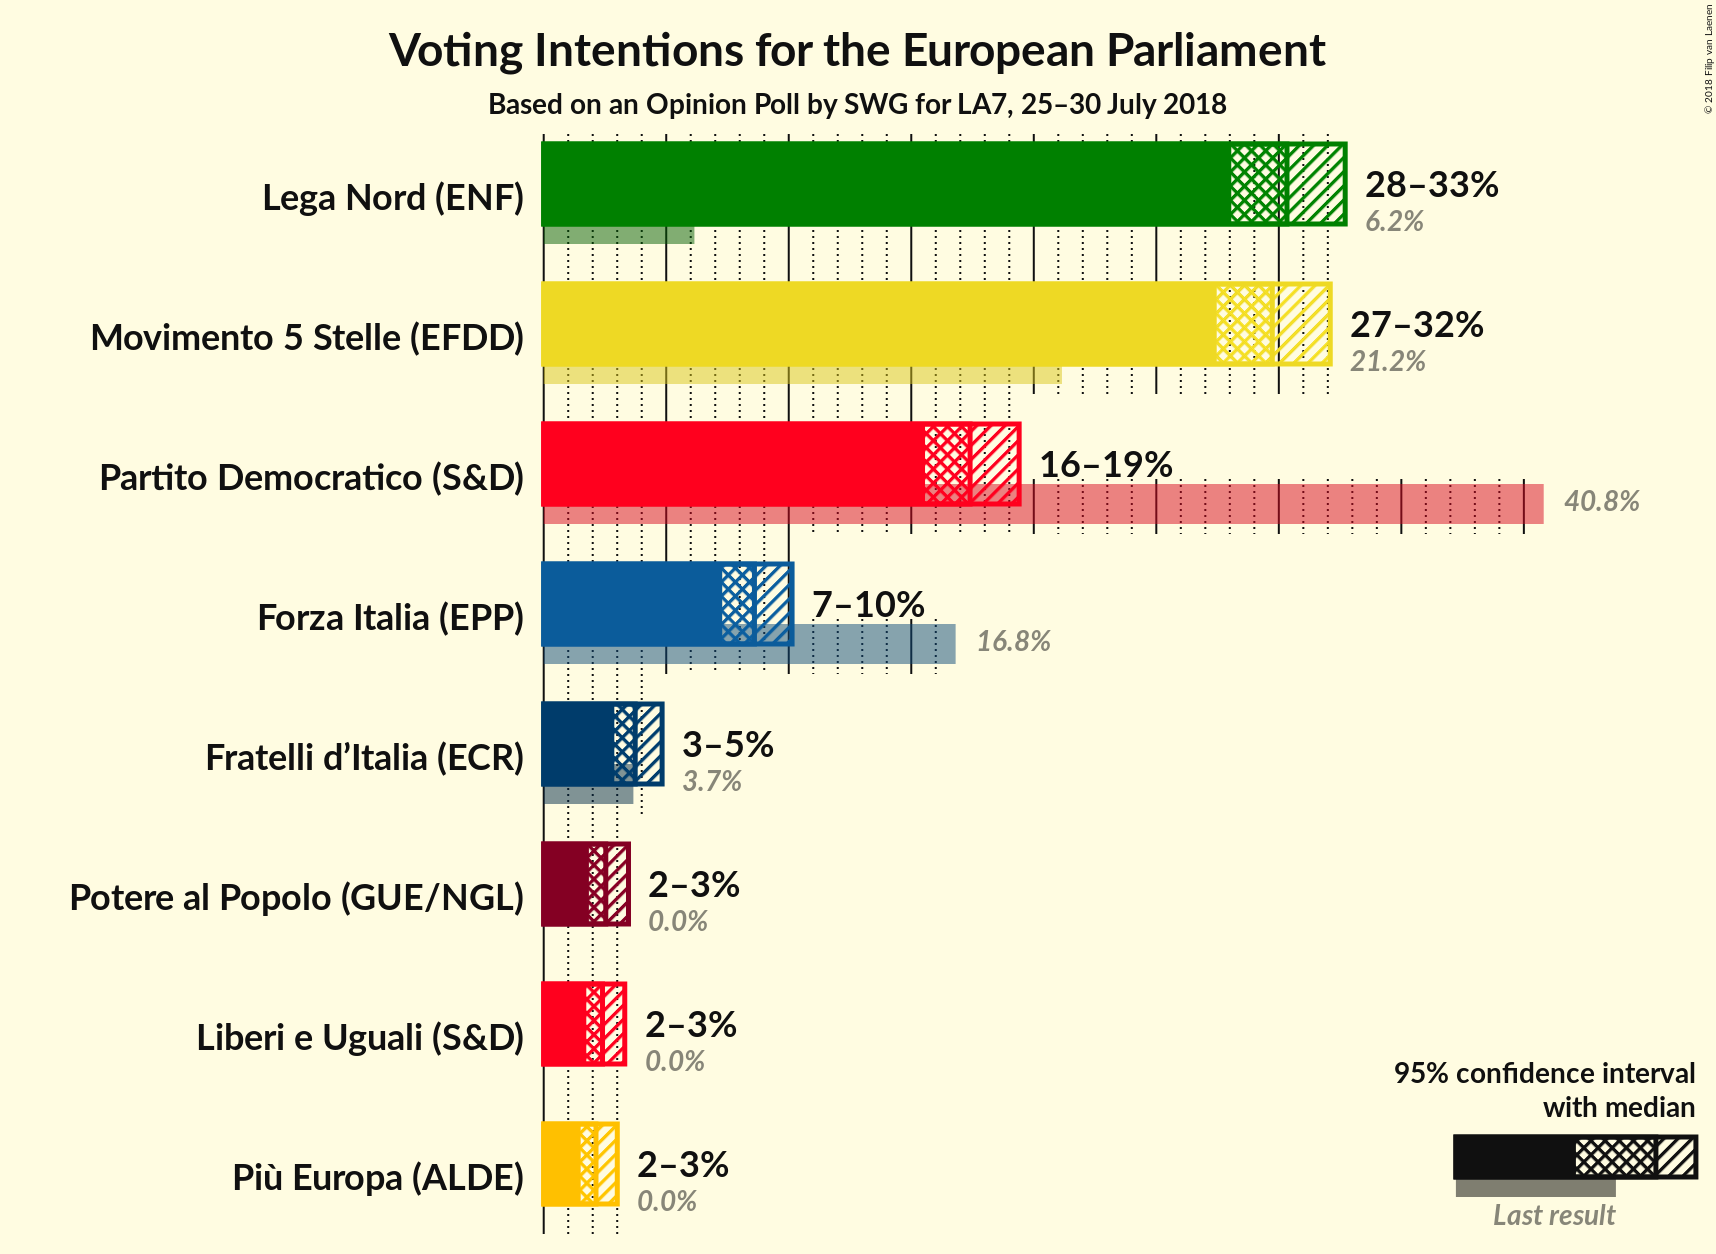 Voting Intentions for the European Parliament
Based on an Opinion Poll by SWG for LA7, 25–30 July 2018
© 2018 Filip van Laenen
Lega Nord (ENF)
28–33%
6.2%
Movimento 5 Stelle (EFDD)
27–32%
21.2%
Partito Democratico (S&D)
16–19%
40.8%
Forza Italia (EPP)
7–10%
16.8%
Fratelli d’Italia (ECR)
3–5%
3.7%
Potere al Popolo (GUE/NGL)
2–3%
0.0%
Liberi e Uguali (S&D)
2–3%
0.0%
Più Europa (ALDE)
2–3%
0.0%
95% confidence interval
with median
Last result